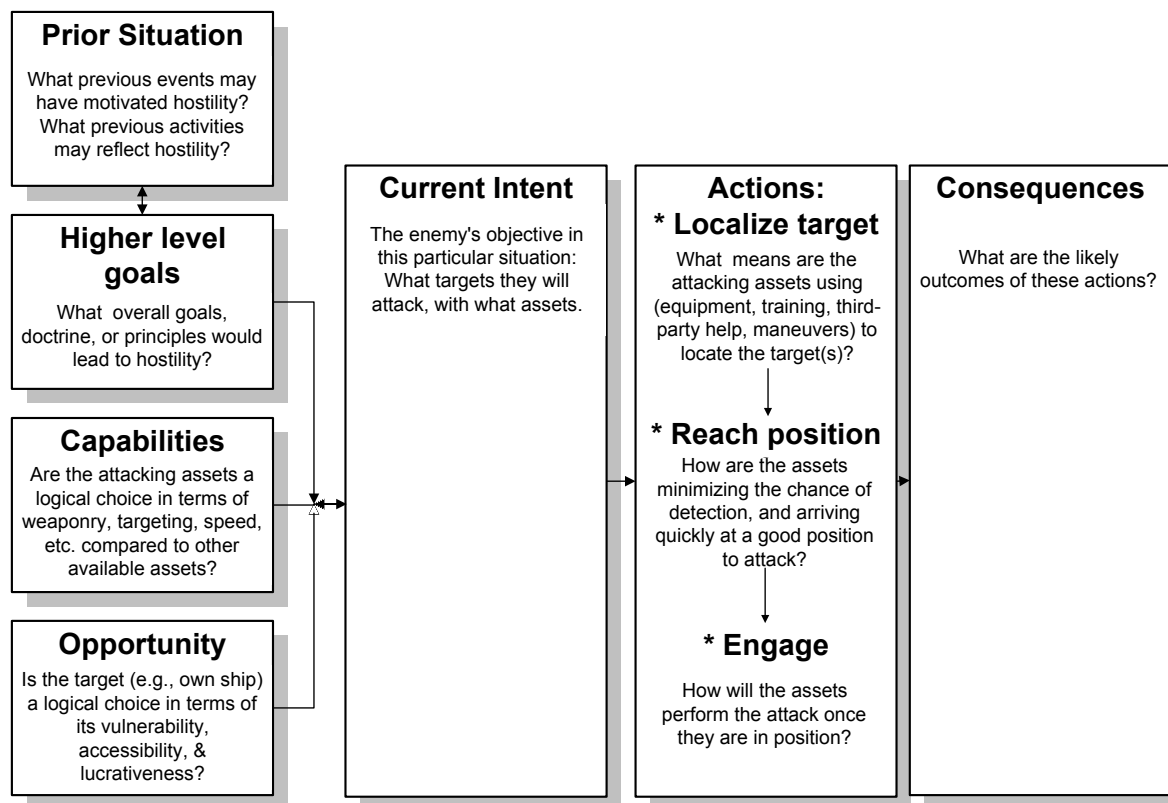 Prior Situation
What previous events may
have motivated hostility?
What previous activities
may reflect hostility?
Higher level
goals
What overall goals,
doctrine, or principles would
lead to hostility?
Capabilities
Are the attacking assets a
logical choice in terms of
weaponry, targeting, speed,
etc. compared to other
available assets?
Opportunity
Is the target (e.g., own ship)
a logical choice in terms of
its vulnerability,
accessibility, &
lucrativeness?
Current Intent
The enemy's objective in
this particular situation:
What targets they will
attack, with what assets.
Actions:
* Localize target
What means are the
attacking assets using
(equipment, training, third-
party help, maneuvers) to
locate the target(s)?
* Reach position
How are the assets
minimizing the chance of
detection, and arriving
quickly at a good position
to attack?
* Engage
How will the assets
perform the attack once
they are in position?
Consequences
What are the likely
outcomes of these actions?